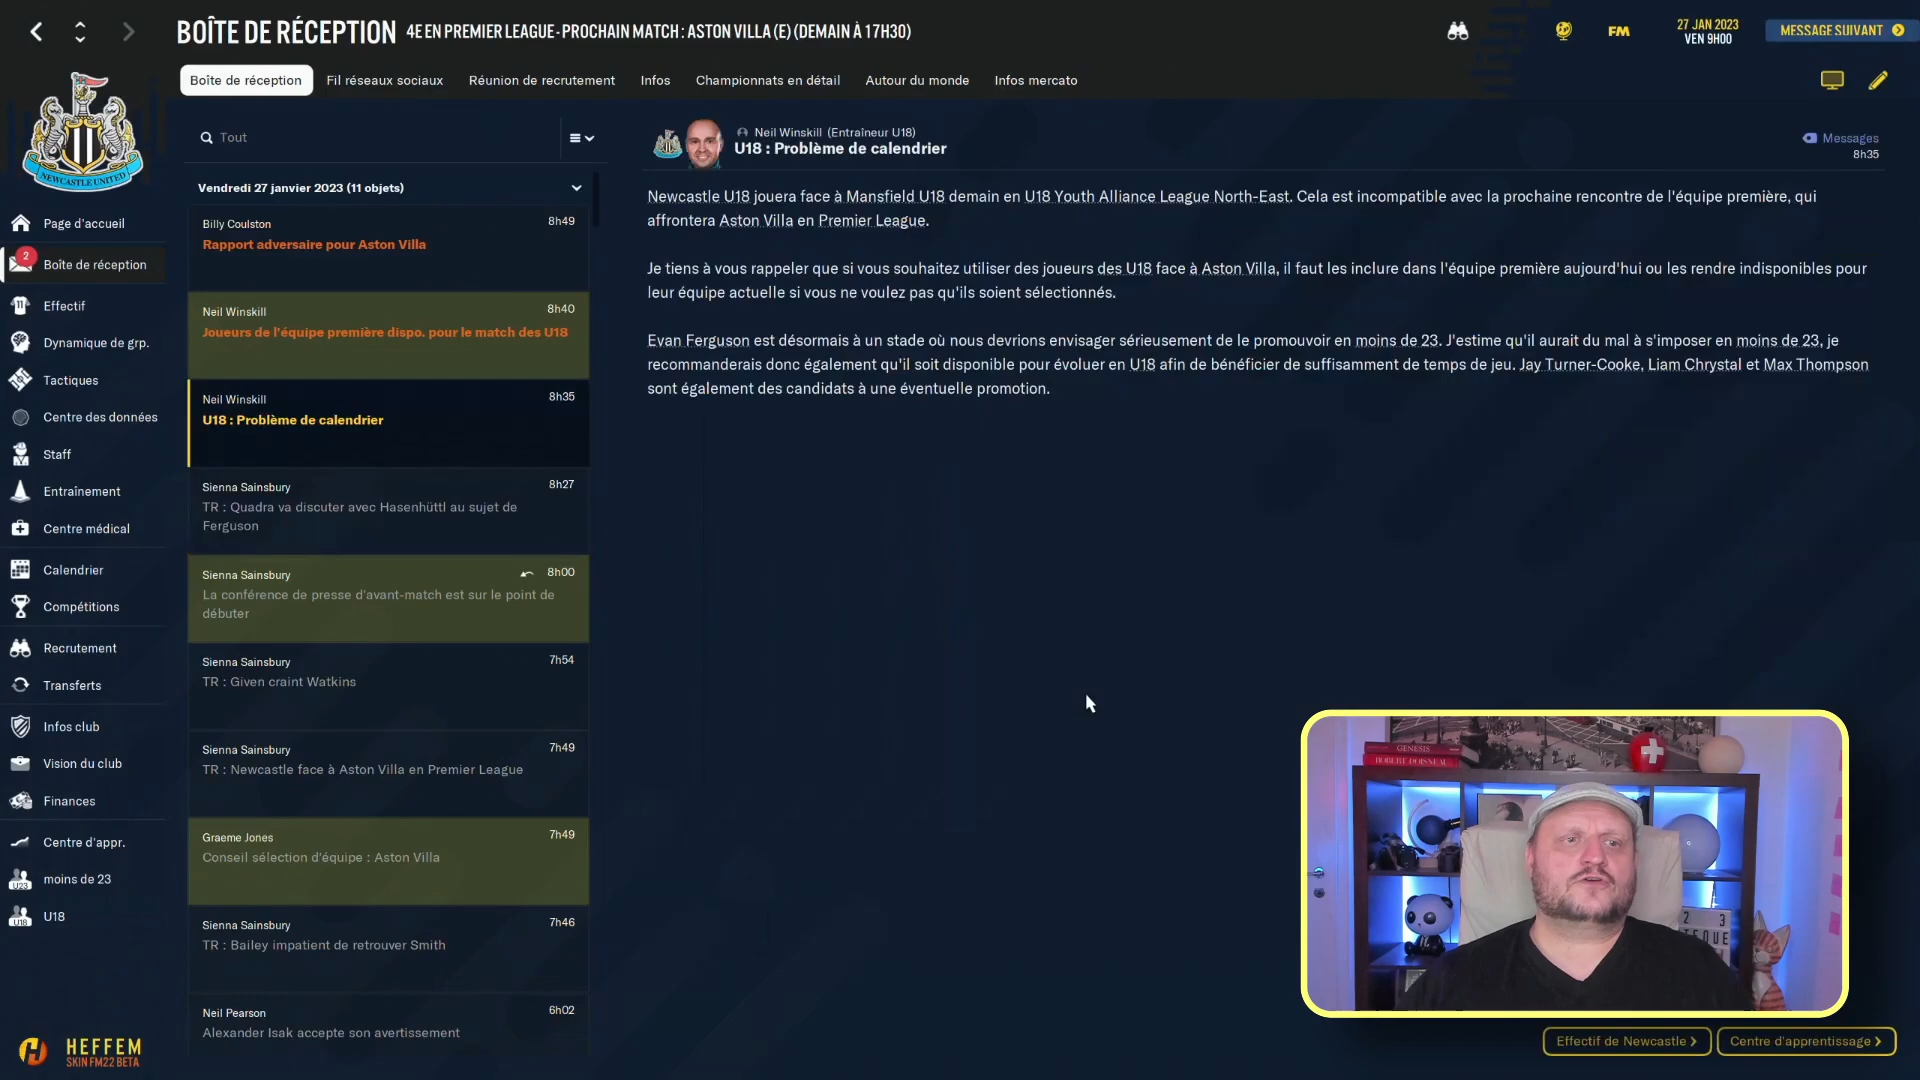 BOÎTE DE RÉCEPTION
4E EN PREMIER LEAGUE - PROCHAIN MATCH : ASTON VILLA (E) (DEMAIN À 17H30)
FM
27 JAN 2023
VEN 9H00
MESSAGE SUIVANT
Boîte de réception
Fil réseaux sociaux
Réunion de recrutement
Infos
Championnats en détail
Autour du monde
Infos mercato
NEWCASTLE UNITED
Page d'accueil
2
Boîte de réception
11
Effectif
Dynamique de grp.
Tactiques
Centre des données
Staff
Entraînement
Centre médical
Calendrier
Compétitions
Recrutement
Transferts
Infos club
Vision du club
Finances
Centre d'appr.
U23
moins de 23
U18
U18
HEFFEM
SKIN FM22 BETA
Tout
Vendredi 27 janvier 2023 (11 objets)
Billy Coulston
8h49
Rapport adversaire pour Aston Villa
Neil Winskill
8h40
Joueurs de l'équipe première dispo. pour le match des U18
Neil Winskill
8h35
U18 : Problème de calendrier
Sienna Sainsbury
8h27
TR : Quadra va discuter avec Hasenhüttl au sujet de
Ferguson
Sienna Sainsbury
8h00
La conférence de presse d'avant-match est sur le point de
débuter
Sienna Sainsbury
7h54
TR : Given craint Watkins
Sienna Sainsbury
7h49
TR : Newcastle face à Aston Villa en Premier League
Graeme Jones
7h49
Conseil sélection d'équipe : Aston Villa
Sienna Sainsbury
7h46
TR : Bailey impatient de retrouver Smith
Neil Pearson
6h02
Alexander Isak accepte son avertissement
Neil Winskill (Entraîneur U18)
U18 : Problème de calendrier
Messages
8h35
Newcastle U18 jouera face à Mansfield U18 demain en U18 Youth Alliance League North-East. Cela est incompatible avec la prochaine rencontre de l'équipe première, qui
affrontera Aston Villa en Premier League.
Je tiens à vous rappeler que si vous souhaitez utiliser des joueurs des U18 face à Aston Villa, il faut les inclure dans l'équipe première aujourd'hui ou les rendre indisponibles pour
leur équipe actuelle si vous ne voulez pas qu'ils soient sélectionnés.
Evan Ferguson est désormais à un stade où nous devrions envisager sérieusement de le promouvoir en moins de 23. J'estime qu'il aurait du mal à s'imposer en moins de 23, je
recommanderais donc également qu'il soit disponible pour évoluer en U18 afin de bénéficier de suffisamment de temps de jeu. Jay Turner-Cooke, Liam Chrystal et Max Thompson
sont également des candidats à une éventuelle promotion.
GENESIS
ROBERT DOISNEAU
2 3
Effectif de Newcastle
Centre d'apprentissage